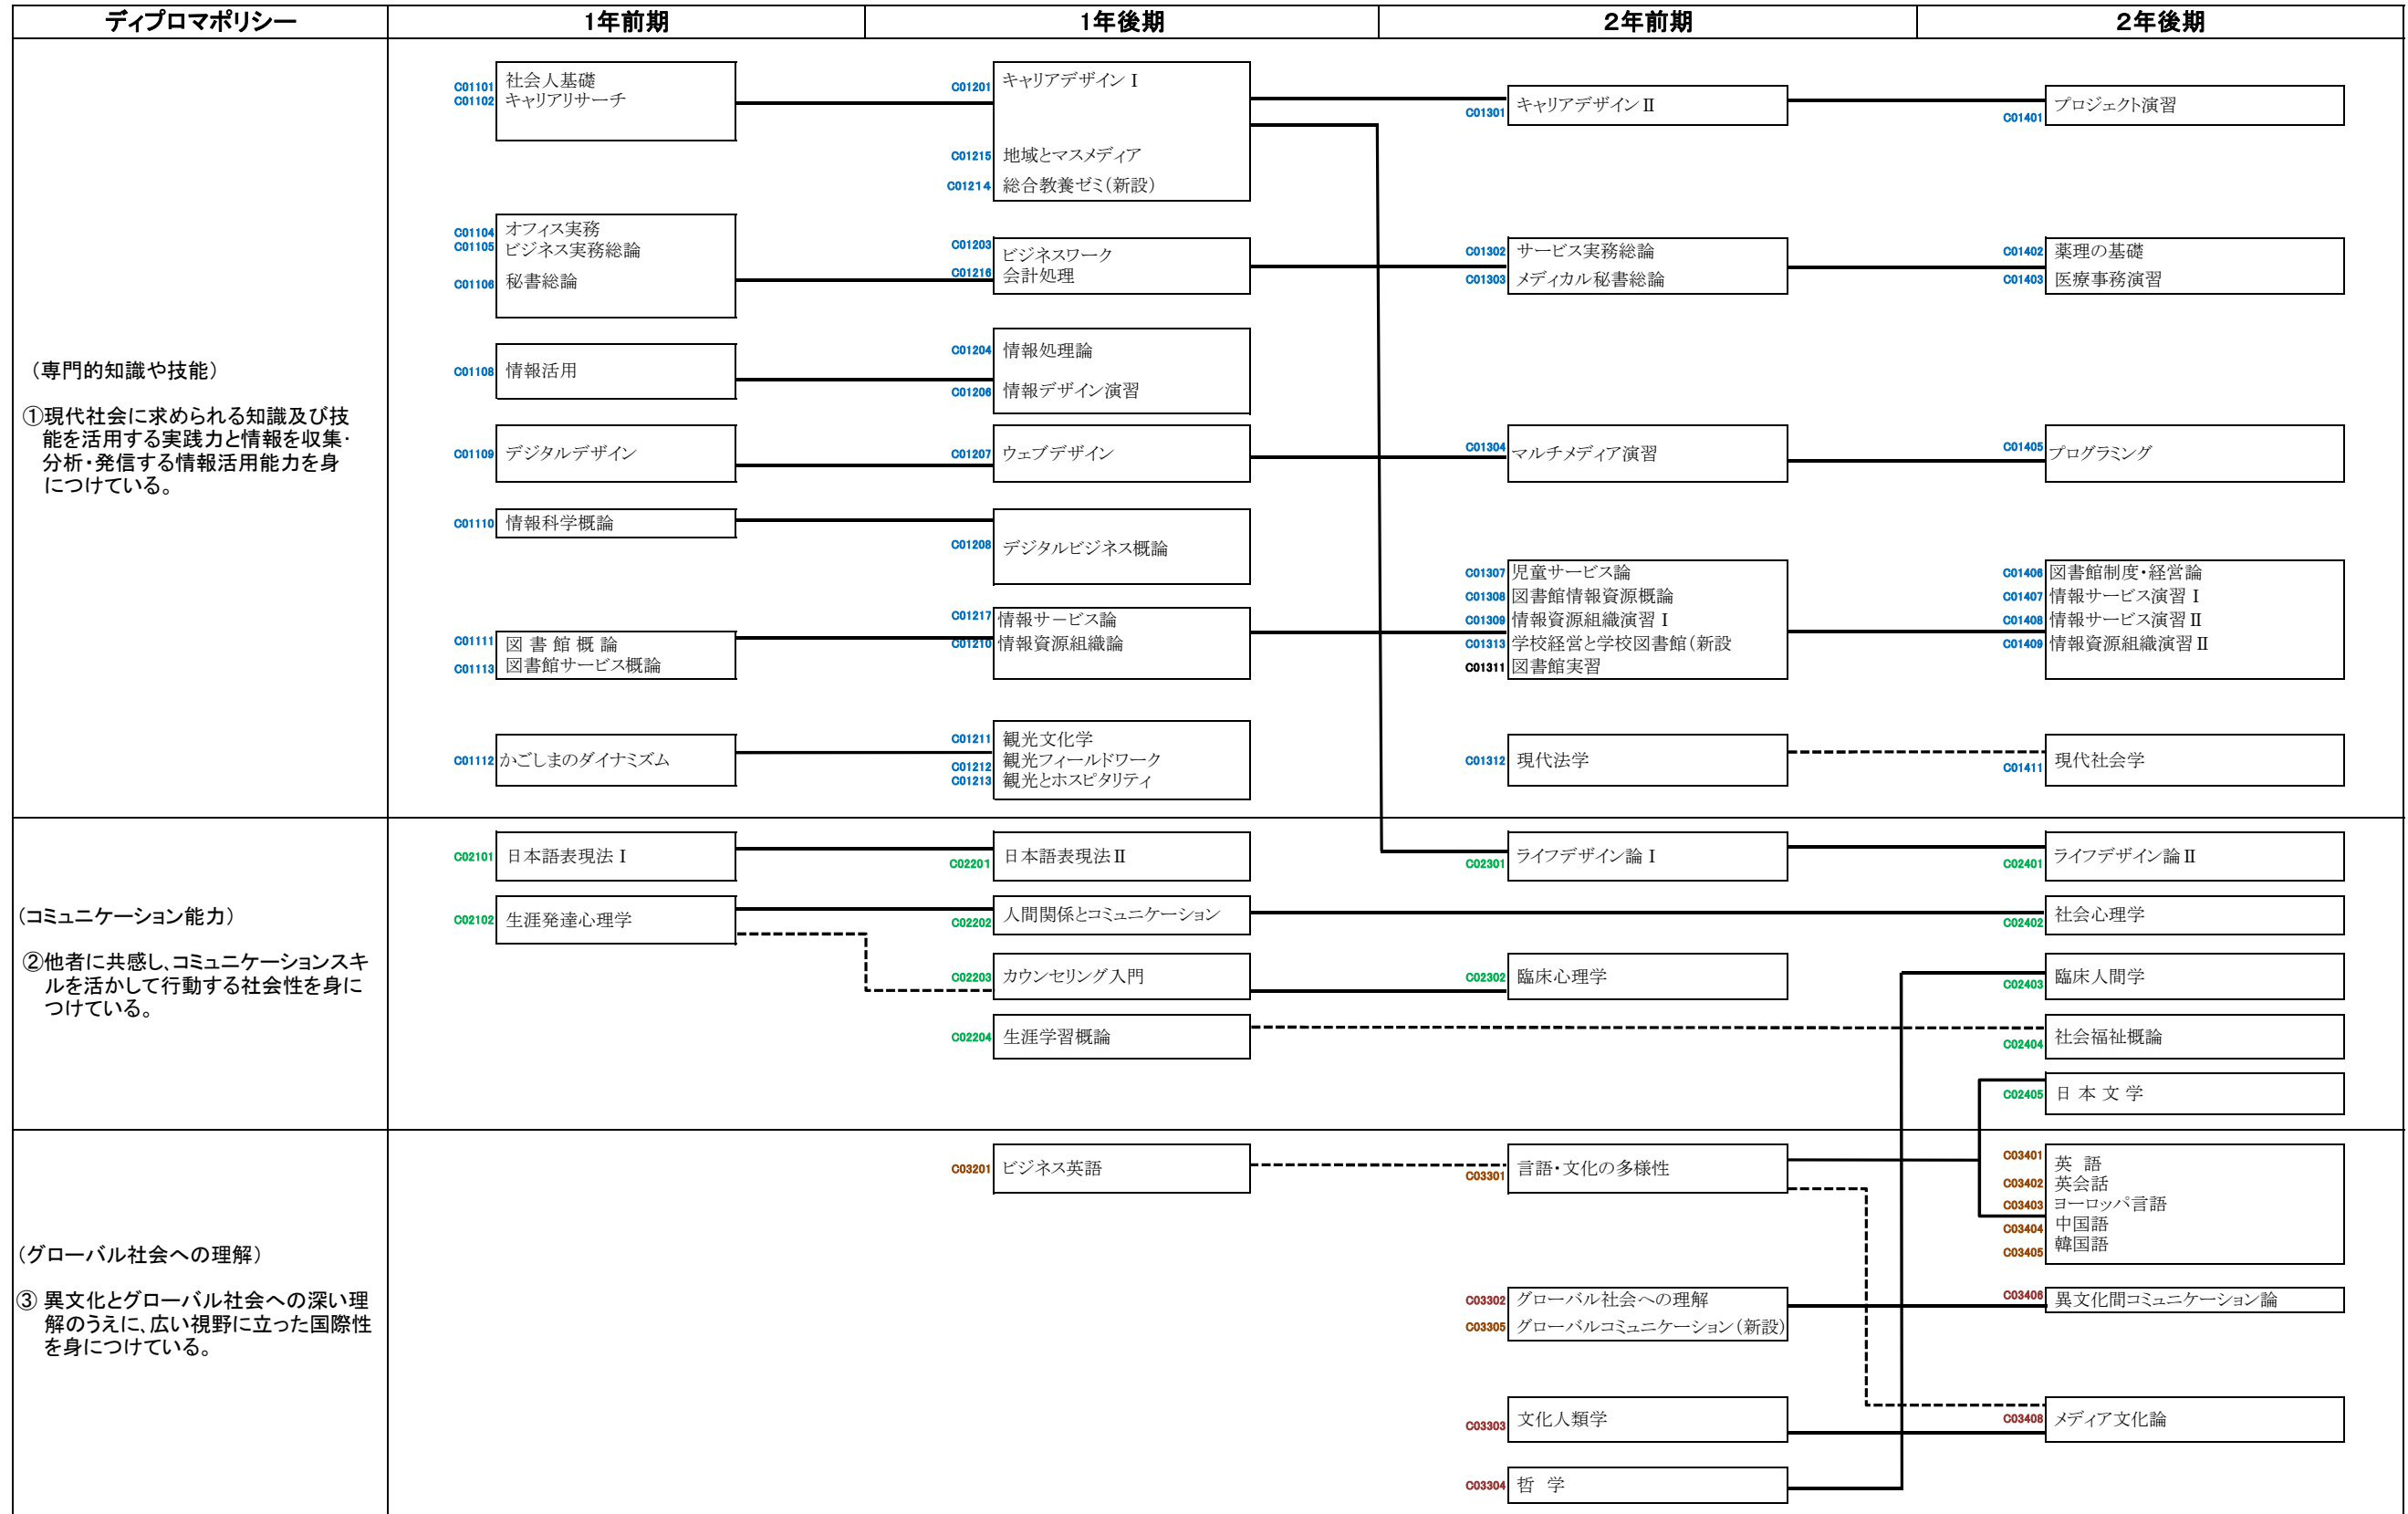 ディプロマポリシー
1年前期
1年後期
2年前期
2年後期
(専門的知識や技能)
①現代社会に求められる知識及び技
能を活用する実践力と情報を収集・
分析・発信する情報活用能力を身
につけている。
C01101 社会人基礎
C01102 キャリアリサーチ
C01201 キャリアデザインⅠ
C01215 地域とマスメディア
C01214 総合教養ゼミ(新設)
C01301 キャリアデザインⅡ
C01401 プロジェクト演習
C01104 オフィス実務
C01105 ビジネス実務総論
C01106 秘書総論
C01203 ビジネスワーク
C01216 会計処理
C01302 サービス実務総論
C01303 メディカル秘書総論
C01402 薬理の基礎
C01403 医療事務演習
C01108 情報活用
C01204 情報処理論
C01206 情報デザイン演習
C01109 デジタルデザイン
C01207 ウェブデザイン
C01304 マルチメディア演習
C01405 プログラミング
C01110 情報科学概論
C01208 デジタルビジネス概論
C01111 図 書 館 概 論
C01113 図書館サービス概論
C01217 情報サービス論
C01210 情報資源組織論
C01307 児童サービス論
C01308 図書館情報資源概論
C01309 情報資源組織演習Ⅰ
C01313 学校経営と学校図書館(新設
C01311 図書館実習
C01406 図書館制度・経営論
C01407 情報サービス演習Ⅰ
C01408 情報サービス演習Ⅱ
C01409 情報資源組織演習Ⅱ
C01112 かごしまのダイナミズム
C01211 観光文化学
C01212 観光フィールドワーク
C01213 観光とホスピタリティ
C01312 現代法学
C01411 現代社会学
(コミュニケーション能力)
②他者に共感し、コミュニケーションスキ
ルを活かして行動する社会性を身に
つけている。
C02101 日本語表現法Ⅰ
C02201 日本語表現法Ⅱ
C02301 ライフデザイン論Ⅰ
C02401 ライフデザイン論Ⅱ
C02102 生涯発達心理学
C02202 人間関係とコミュニケーション
C02402 社会心理学
C02203 カウンセリング入門
C02302 臨床心理学
C02403 臨床人間学
C02204 生涯学習概論
C02404 社会福祉概論
C02405 日 本 文 学
(グローバル社会への理解)
③ 異文化とグローバル社会への深い理
解のうえに、広い視野に立った国際性
を身につけている。
C03201 ビジネス英語
C03301 言語・文化の多様性
C03401 英 語
C03402 英会話
C03403 ヨーロッパ言語
C03404 中国語
C03405 韓国語
C03302 グローバル社会への理解
C03305 グローバルコミュニケーション(新設)
C03406 異文化間コミュニケーション論
C03303 文化人類学
C03408 メディア文化論
C03304 哲 学